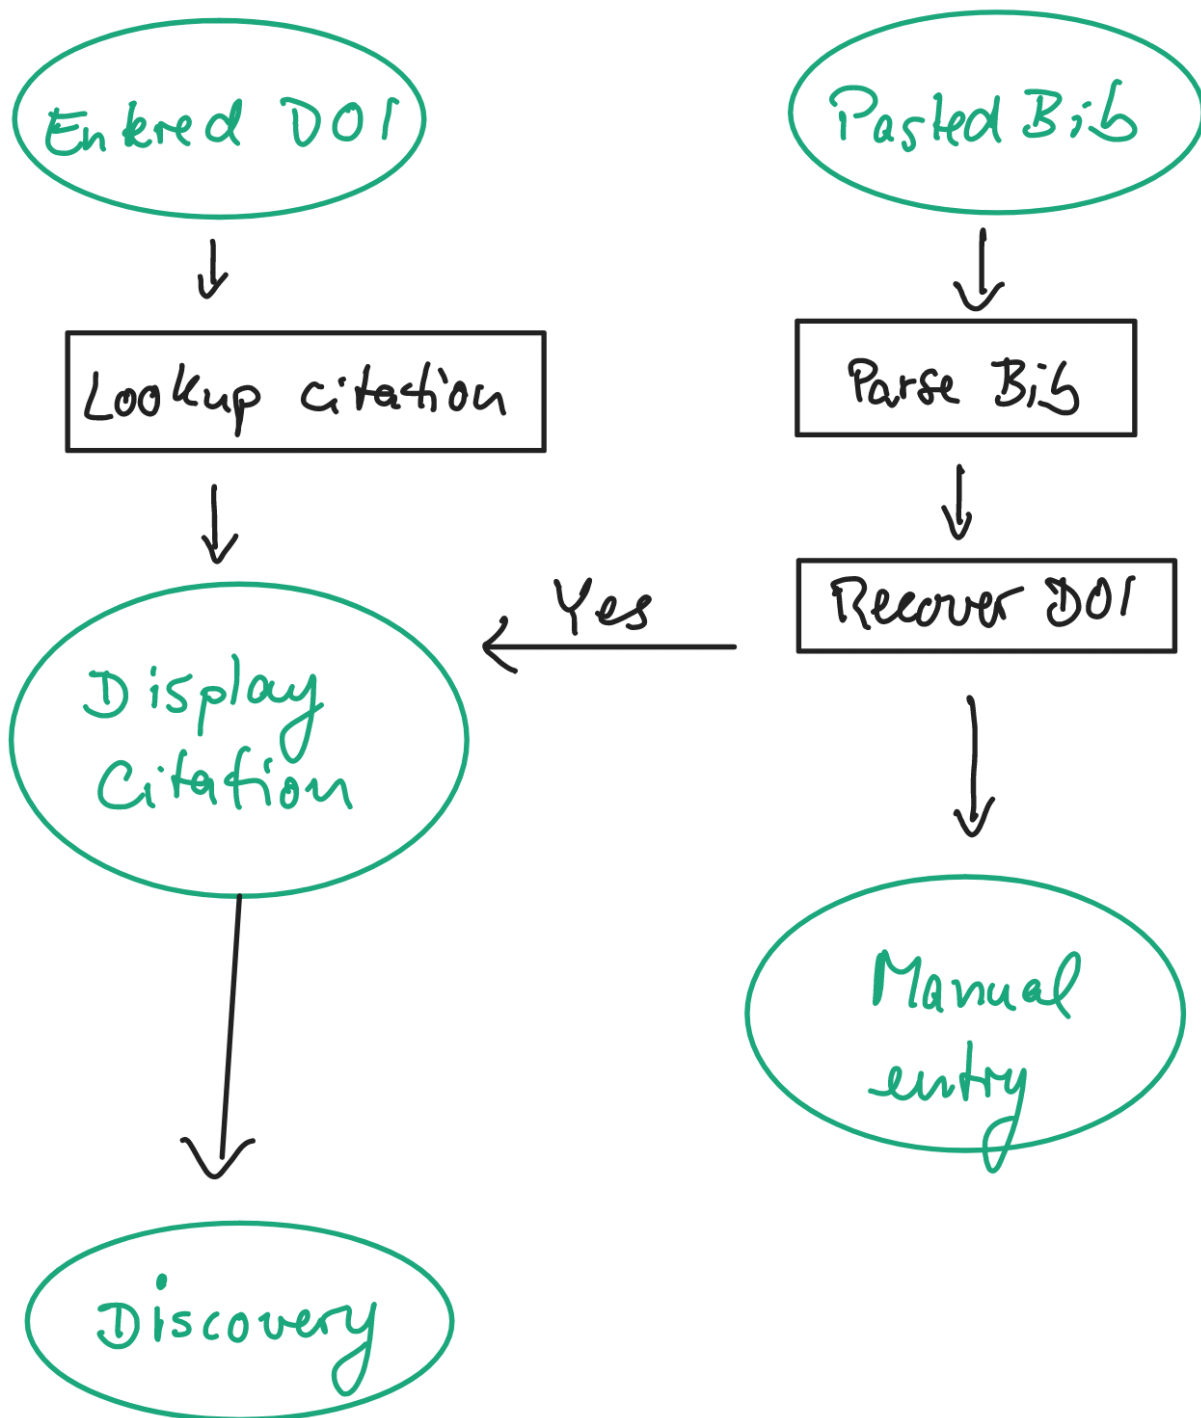 Entered DOI
Pasted Bib
Lookup citation
Parse Bib
Recover DOI
Yes
Display
Citation
Manual
entry
Discovery